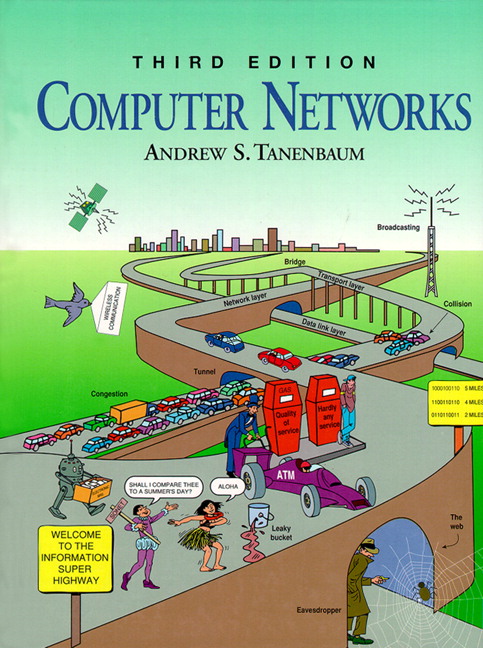 THIRD EDITION
COMPUTER NETWORKS
ANDREW S. TANENBAUM
Broadcasting
Bridge
Transport layer
WIRELESS
COMMUNICATION
Network layer
Collision
Data link layer
Tunnel
Congestion
GAS
Quality
of
service
Hardly
any
service
1000100110 5 MILES
1100110110 4 MILES
0110110011 2 MILES
ATM
SHALL I COMPARE THEE
TO A SUMMER'S DAY?
ALOHA
Leaky
bucket
The
web
WELCOME
TO THE
INFORMATION
SUPER
HIGHWAY
Eavesdropper